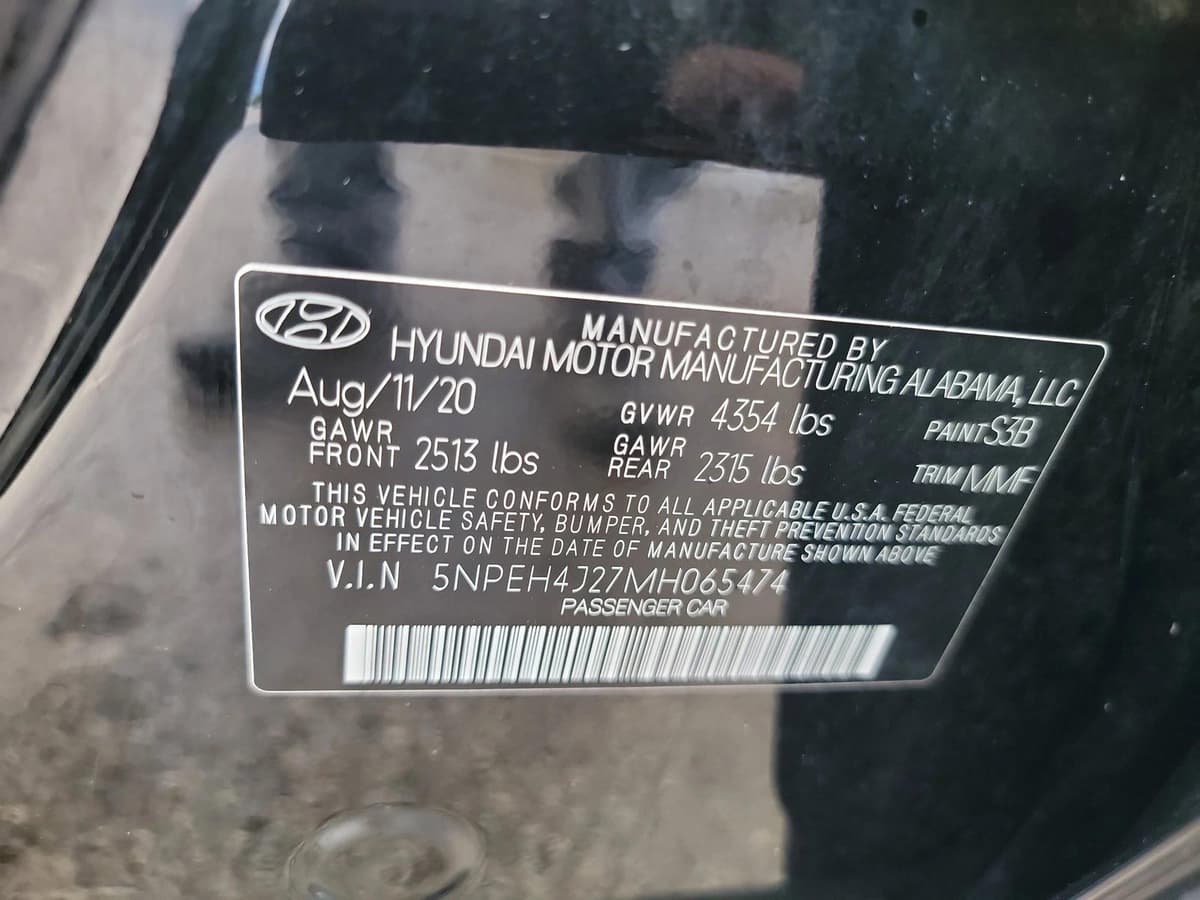 MANUFACTURED BY
HYUNDAI MOTOR MANUFACTURING ALABAMA, LLC
Aug/11/20 GVWR 4354 lbs PAINT S3B
GAWR FRONT 2513 lbs GAWR REAR 2315 lbs TRIM MMF
THIS VEHICLE CONFORMS TO ALL APPLICABLE U.S.A. FEDERAL
MOTOR VEHICLE SAFETY, BUMPER, AND THEFT PREVENTION STANDARDS
IN EFFECT ON THE DATE OF MANUFACTURE SHOWN ABOVE
V.I.N 5NPEH4J27MH065474
PASSENGER CAR